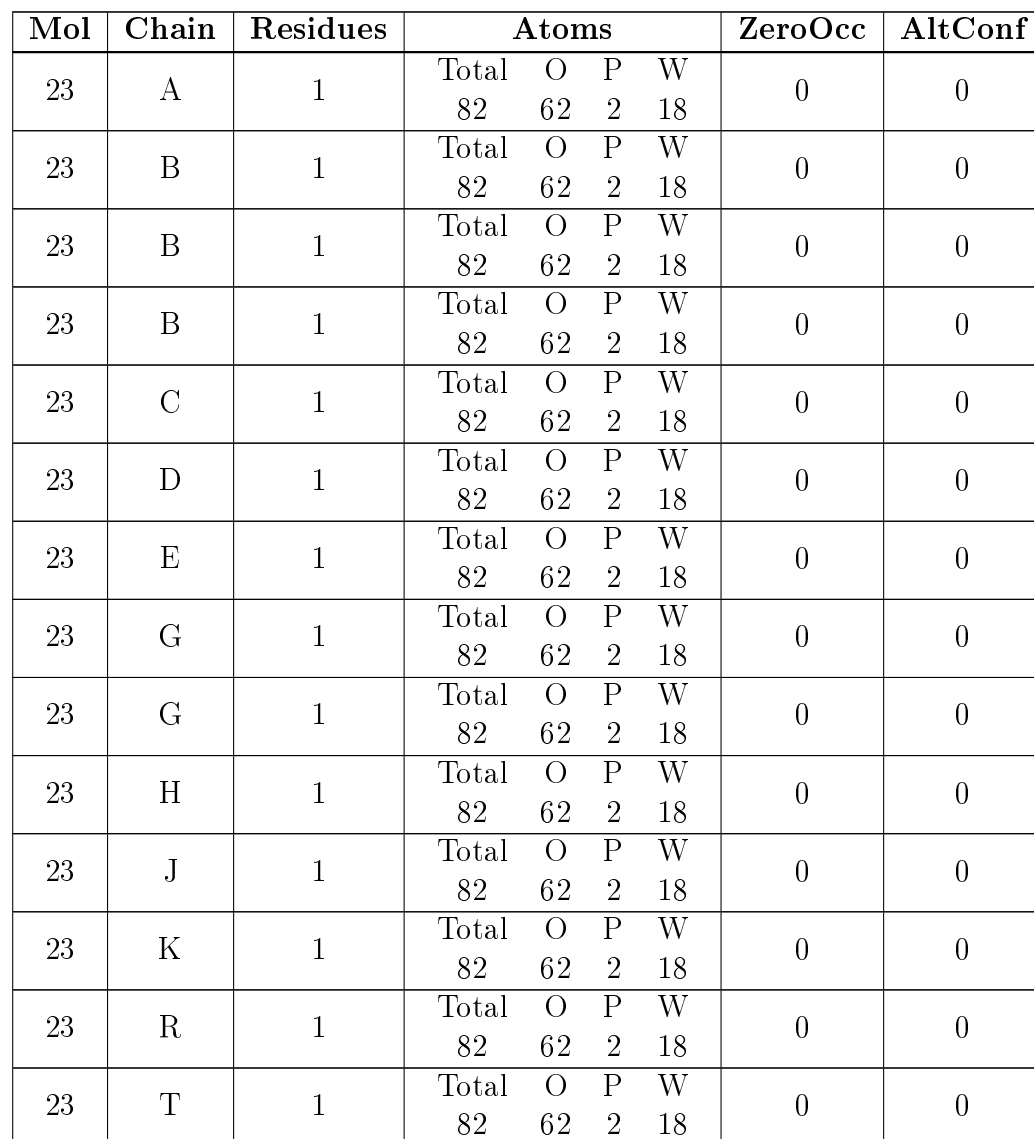 Mol Chain Residues Atoms ZeroOcc AltConf
23 A 1 Total O P W 0 0
82 62 2 18
23 B 1 Total O P W 0 0
82 62 2 18
23 B 1 Total O P W 0 0
82 62 2 18
23 B 1 Total O P W 0 0
82 62 2 18
23 C 1 Total O P W 0 0
82 62 2 18
23 D 1 Total O P W 0 0
82 62 2 18
23 E 1 Total O P W 0 0
82 62 2 18
23 G 1 Total O P W 0 0
82 62 2 18
23 G 1 Total O P W 0 0
82 62 2 18
23 H 1 Total O P W 0 0
82 62 2 18
23 J 1 Total O P W 0 0
82 62 2 18
23 K 1 Total O P W 0 0
82 62 2 18
23 R 1 Total O P W 0 0
82 62 2 18
23 T 1 Total O P W 0 0
82 62 2 18